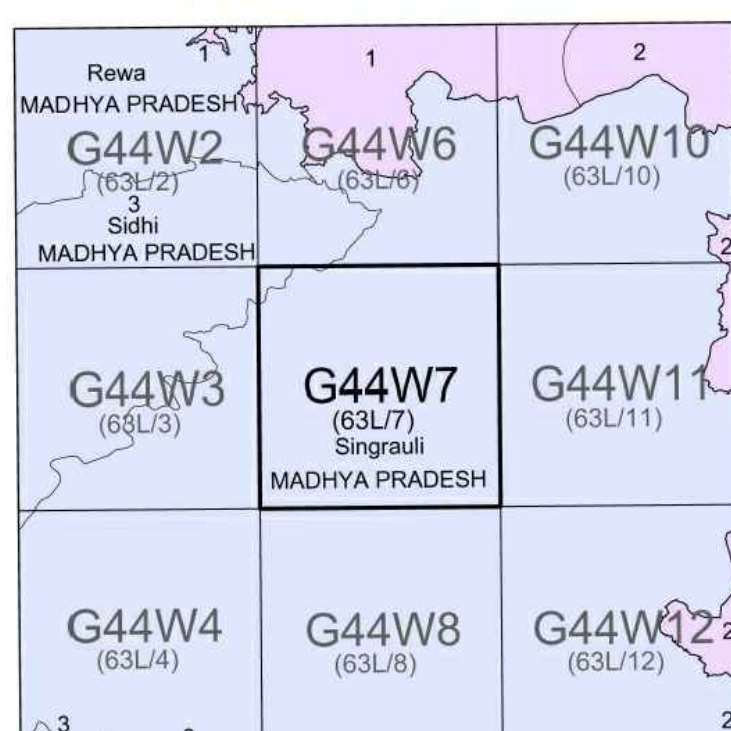 1
1
2
Rewa
MADHYA PRADESH
G44W2
(63L/2)
3
Sidhi
MADHYA PRADESH
G44W6
(63L/6)
G44W10
(63L/10)
2
G44W3
(63L/3)
G44W7
(63L/7)
Singrauli
MADHYA PRADESH
G44W11
(63L/11)
G44W4
(63L/4)
G44W8
(63L/8)
G44W12
(63L/12)
2
3
2